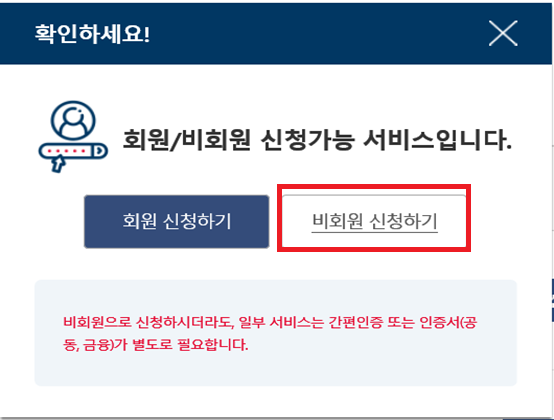 확인하세요!
회원/비회원 신청가능 서비스입니다.
회원 신청하기
비회원 신청하기
비회원으로 신청하시더라도, 일부 서비스는 간편인증 또는 인증서(공
동, 금융)가 별도로 필요합니다.